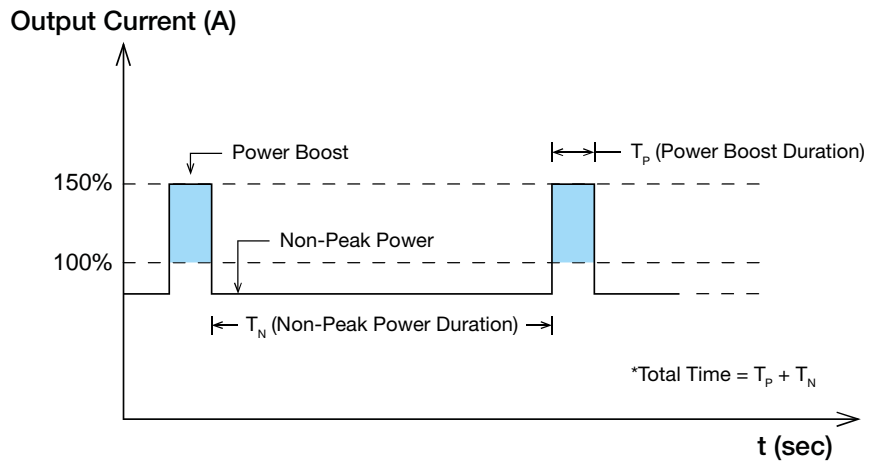 Output Current (A)
Power Boost
T_P (Power Boost Duration)
150%
Non-Peak Power
100%
T_N (Non-Peak Power Duration)
*Total Time = T_P + T_N
t (sec)